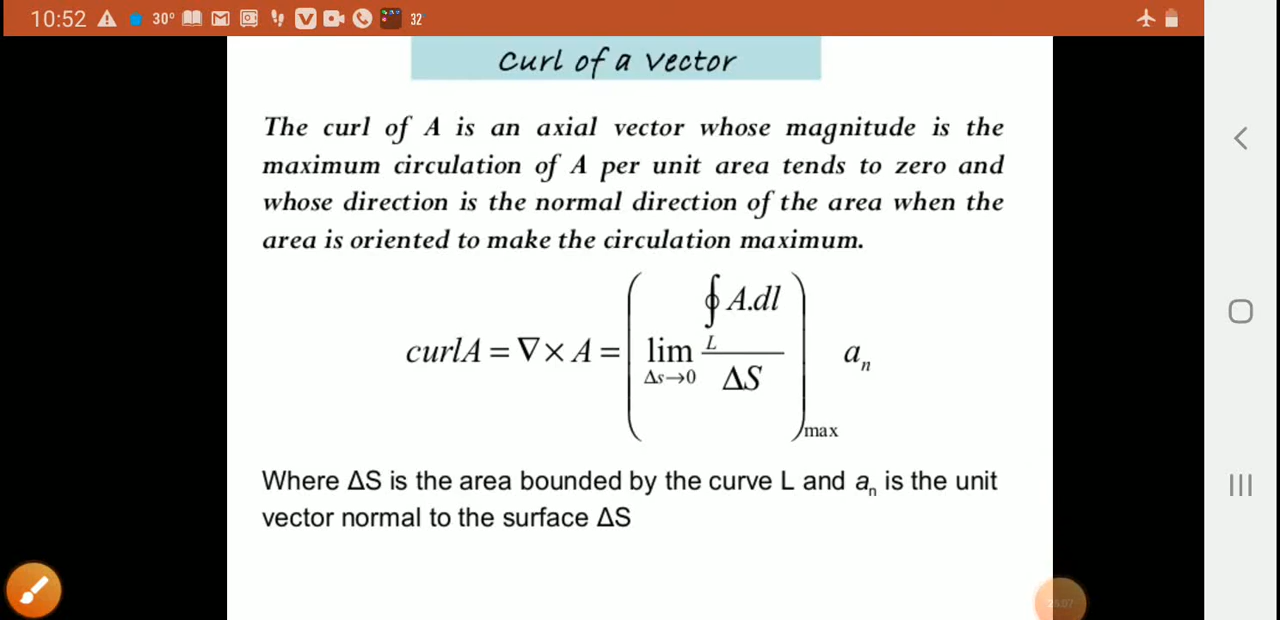 10:52 30° 32°
Curl of a Vector
The curl of A is an axial vector whose magnitude is the
maximum circulation of A per unit area tends to zero and
whose direction is the normal direction of the area when the
area is oriented to make the circulation maximum.
curlA = ∇ × A = ( lim Δs→0 ∮L A.dl / ΔS ) max an
Where ΔS is the area bounded by the curve L and an is the unit
vector normal to the surface ΔS